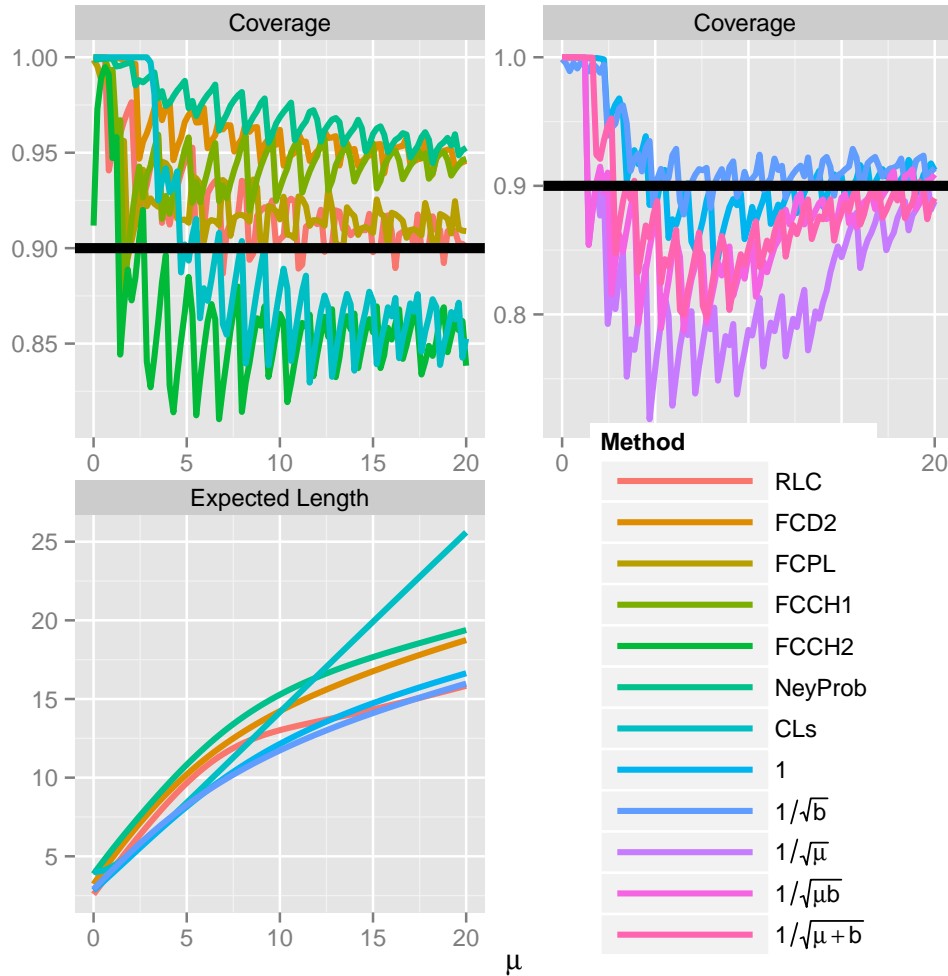 Coverage
1.00
0.95
0.90
0.85
0 5 10 15 20
Coverage
1.0
0.9
0.8
0 20
Expected Length
25
20
15
10
5
0 5 10 15 20
μ
Method
RLC
FCD2
FCPL
FCCH1
FCCH2
NeyProb
CLs
1
1/√b
1/√μ
1/√μb
1/√μ + b